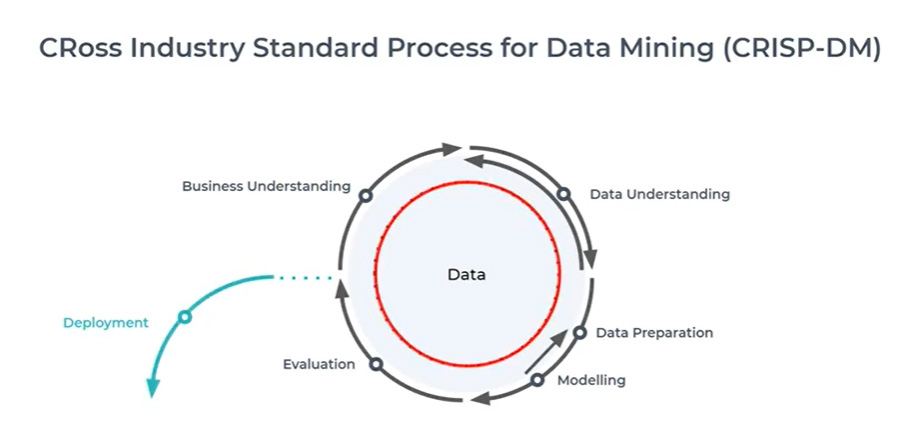 CRoss Industry Standard Process for Data Mining (CRISP-DM)
Business Understanding
Data Understanding
Data
Deployment
Data Preparation
Evaluation
Modelling